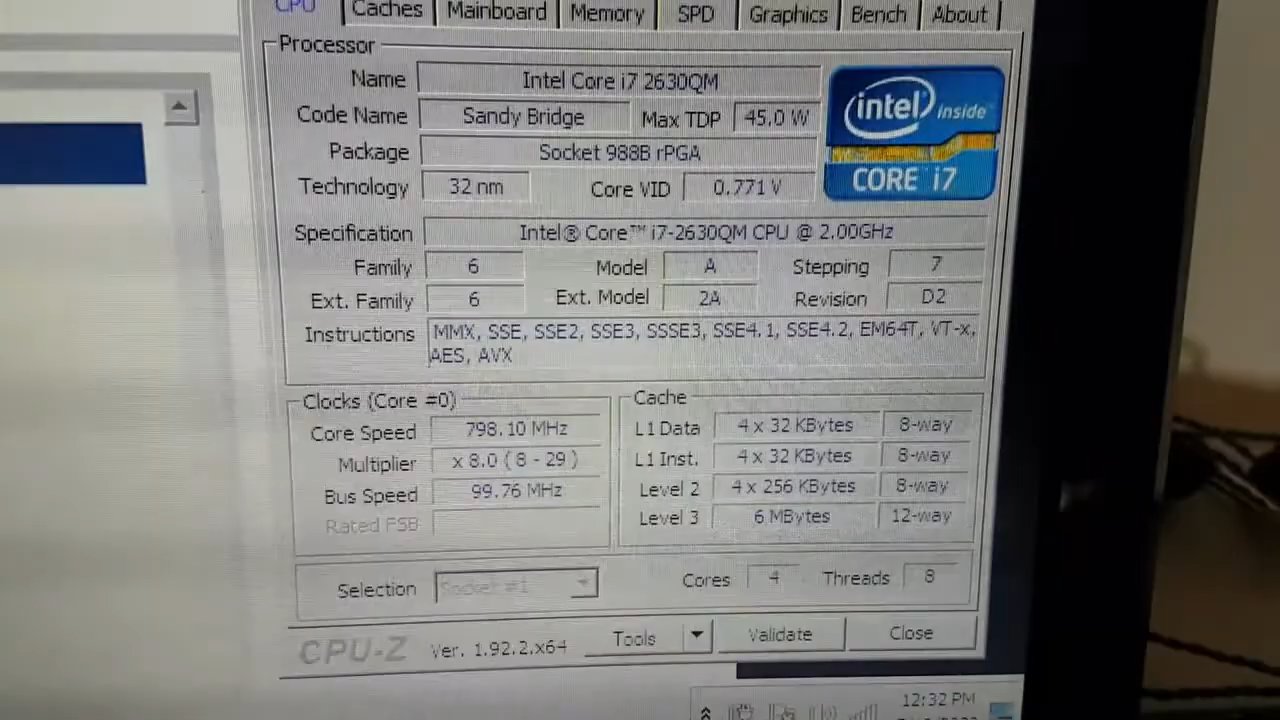 CPU Caches Mainboard Memory SPD Graphics Bench About
Processor
Name Intel Core i7 2630QM
Code Name Sandy Bridge Max TDP 45.0 W
Package Socket 988B rPGA
Technology 32 nm Core VID 0.771 V
intel inside
CORE i7
Specification Intel® Core™ i7-2630QM CPU @ 2.00GHz
Family 6 Model A Stepping 7
Ext. Family 6 Ext. Model 2A Revision D2
Instructions MMX, SSE, SSE2, SSE3, SSSE3, SSE4.1, SSE4.2, EM64T, VT-x,
AES, AVX
Clocks (Core #0)
Core Speed 798.10 MHz
Multiplier x 8.0 ( 8 - 29 )
Bus Speed 99.76 MHz
Rated FSB
Cache
L1 Data 4 x 32 KBytes 8-way
L1 Inst. 4 x 32 KBytes 8-way
Level 2 4 x 256 KBytes 8-way
Level 3 6 MBytes 12-way
Selection Socket #1 Cores 4 Threads 8
CPU-Z Ver. 1.92.2.x64 Tools Validate Close
12:32 PM